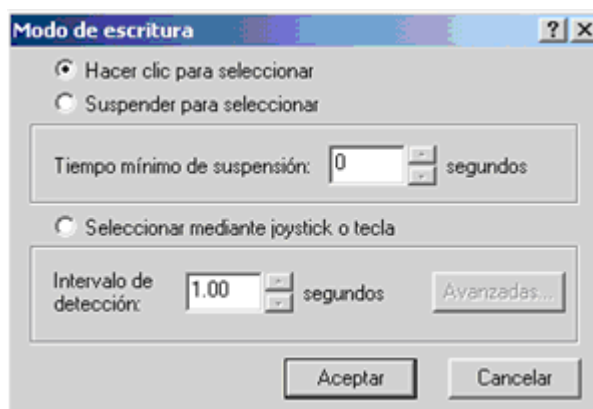 Modo de escritura
Hacer clic para seleccionar
Suspender para seleccionar
Tiempo mínimo de suspensión: 0 segundos
Seleccionar mediante joystick o tecla
Intervalo de
detección: 1.00 segundos Avanzadas...
Aceptar Cancelar